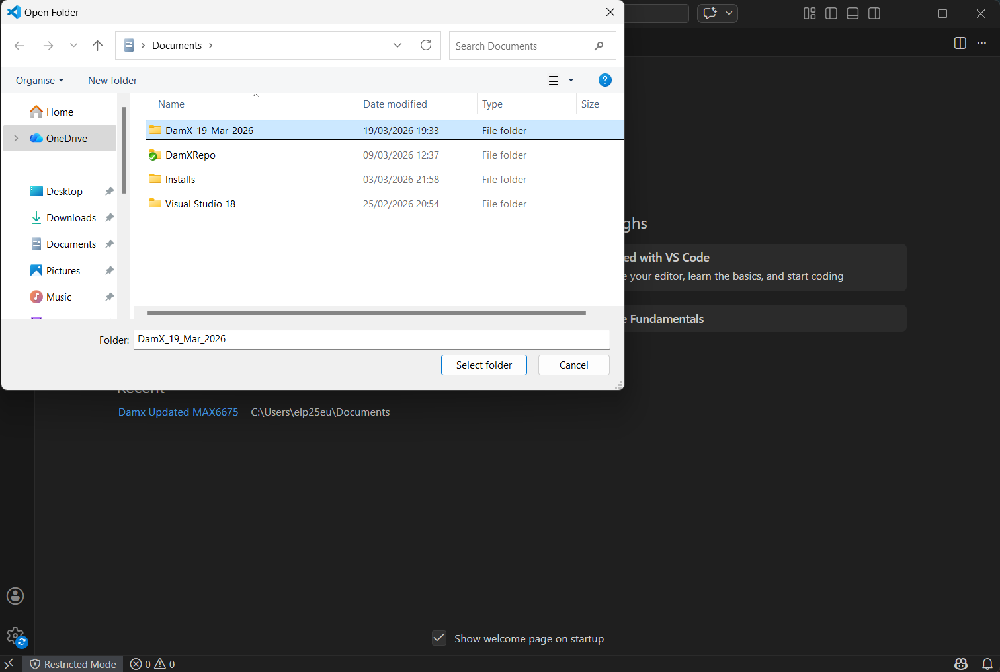 Open Folder
Documents
Search Documents
Organise
New folder
Name
Date modified
Type
Size
Home
OneDrive
Desktop
Downloads
Documents
Pictures
Music
DamX_19_Mar_2026 19/03/2026 19:33 File folder
DamXRepo 09/03/2026 12:37 File folder
Installs 03/03/2026 21:58 File folder
Visual Studio 18 25/02/2026 20:54 File folder
Folder: DamX_19_Mar_2026
Select folder
Cancel
ghs
ed with VS Code
e your editor, learn the basics, and start coding
e Fundamentals
Recent
Damx Updated MAX6675 C:\Users\elp25eu\Documents
Show welcome page on startup
Restricted Mode 0 0